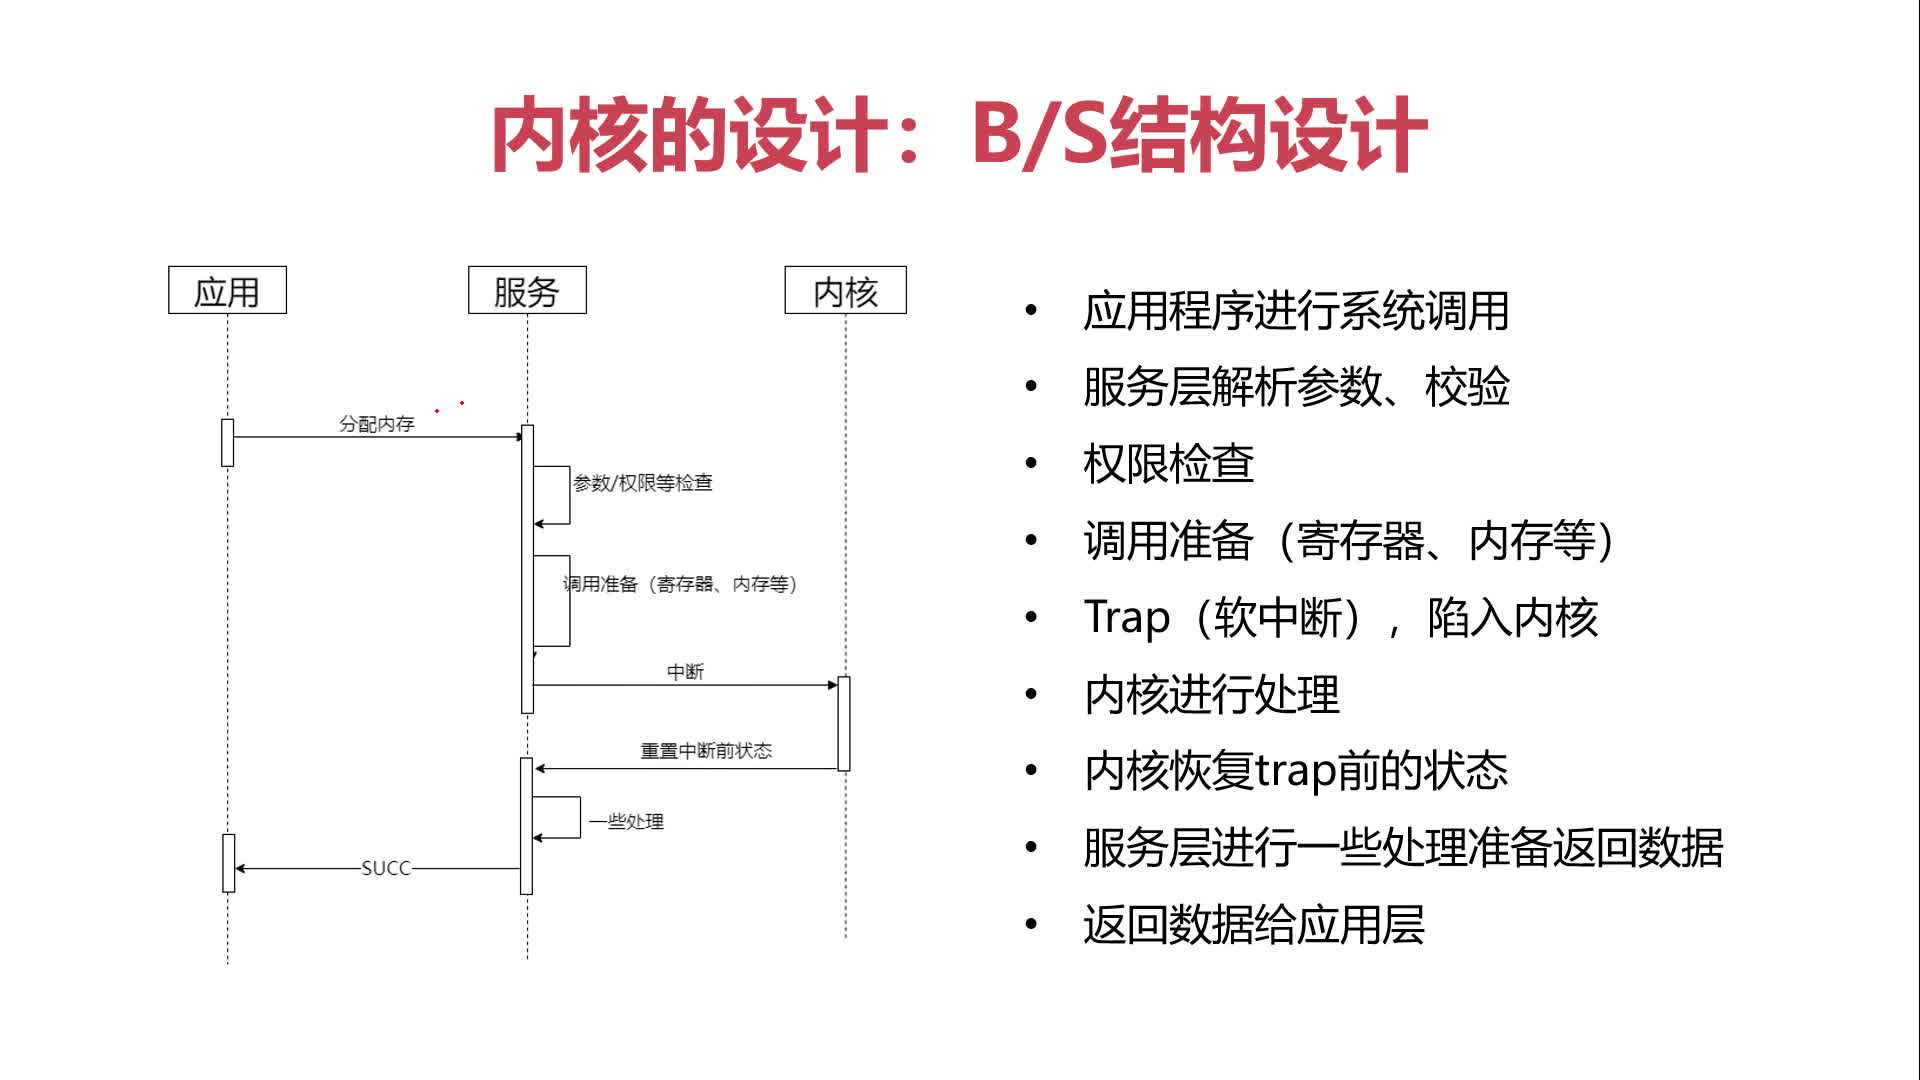 内核的设计：B/S结构设计
应用
服务
内核
分配内存
参数/权限等检查
调用准备（寄存器、内存等）
中断
重置中断前状态
一些处理
SUCC
• 应用程序进行系统调用
• 服务层解析参数、校验
• 权限检查
• 调用准备（寄存器、内存等）
• Trap（软中断），陷入内核
• 内核进行处理
• 内核恢复trap前的状态
• 服务层进行一些处理准备返回数据
• 返回数据给应用层